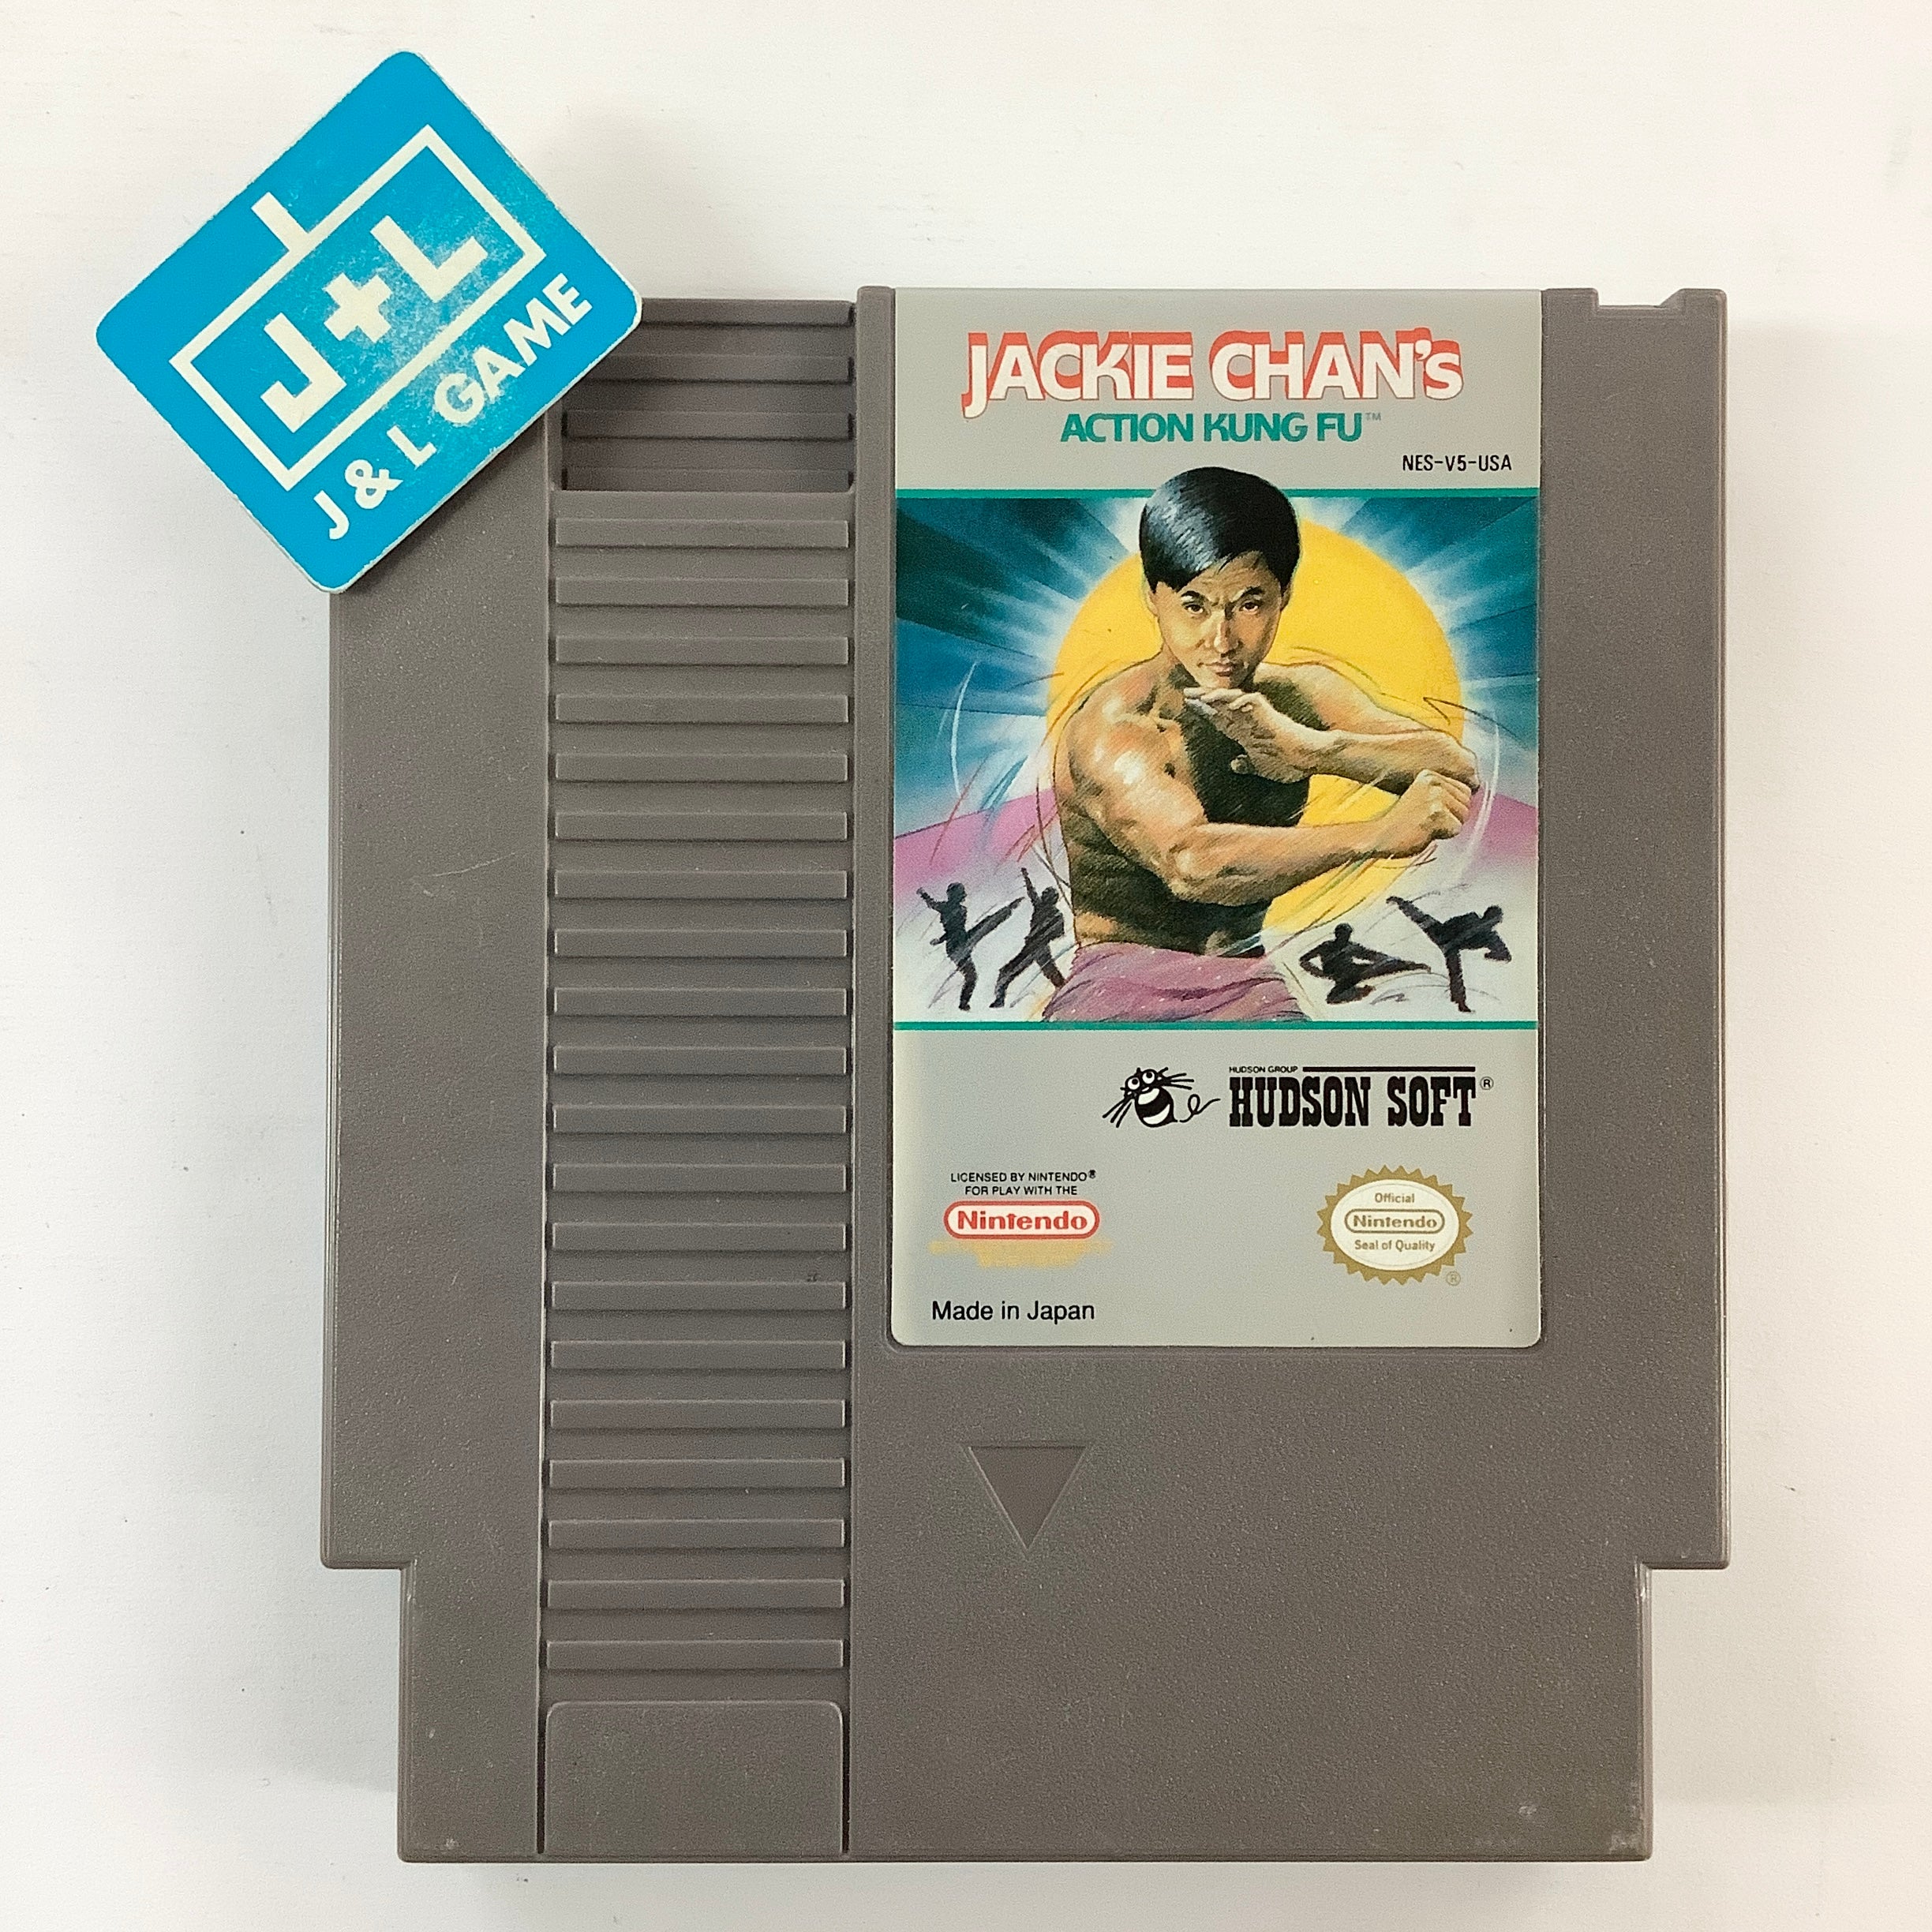 J+L
J & L GAME
JACKIE CHAN's
ACTION KUNG FU™
NES-V5-USA
HUDSON GROUP
HUDSON SOFT®
LICENSED BY NINTENDO®
FOR PLAY WITH THE
Nintendo
Official
Nintendo
Seal of Quality
®
Made in Japan